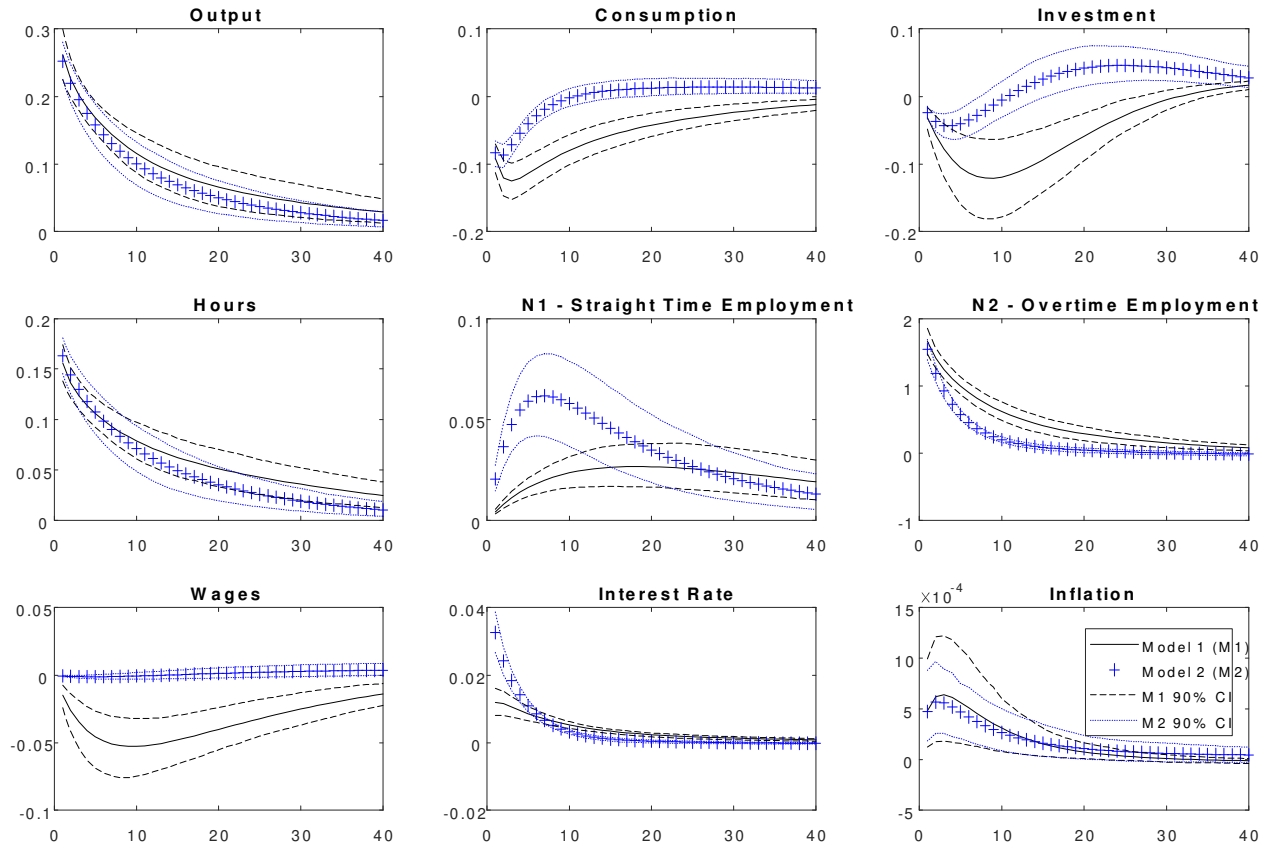 Output
0.3
0.2
0.1
0
0 10 20 30 40
Consumption
0.1
0
-0.1
-0.2
0 10 20 30 40
Investment
0.1
0
-0.1
-0.2
0 10 20 30 40
Hours
0.2
0.15
0.1
0.05
0
0 10 20 30 40
N1 - Straight Time Employment
0.1
0.05
0
0 10 20 30 40
N2 - Overtime Employment
2
1
0
-1
0 10 20 30 40
Wages
0.05
0
-0.05
-0.1
0 10 20 30 40
Interest Rate
0.04
0.02
0
-0.02
0 10 20 30 40
Inflation
×10⁻⁴
15
10
5
0
-5
0 10 20 30 40
Model 1 (M1)
Model 2 (M2)
M1 90% CI
M2 90% CI